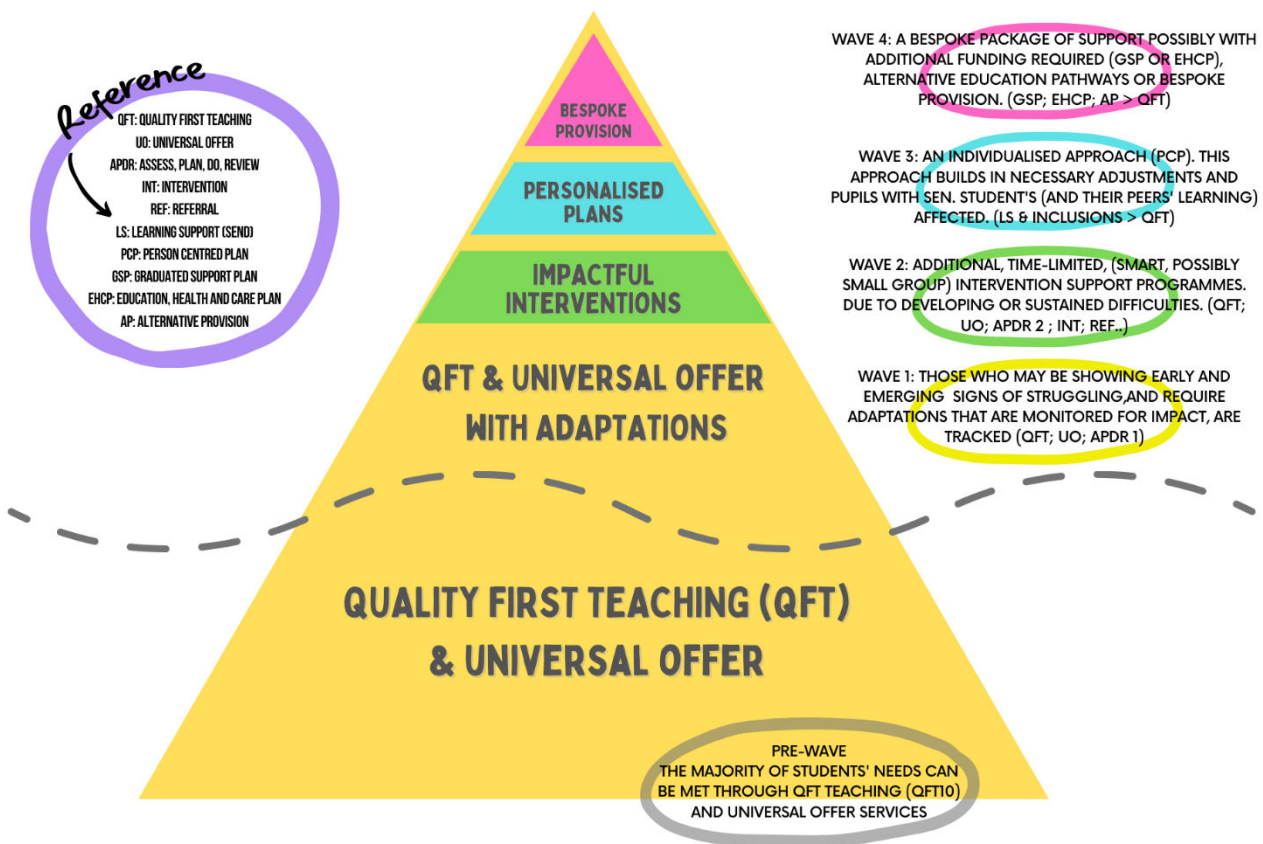 Reference
QFT: QUALITY FIRST TEACHING
UO: UNIVERSAL OFFER
APDR: ASSESS, PLAN, DO, REVIEW
INT: INTERVENTION
REF: REFERRAL
LS: LEARNING SUPPORT (SEND)
PCP: PERSON CENTRED PLAN
GSP: GRADUATED SUPPORT PLAN
EHCP: EDUCATION, HEALTH AND CARE PLAN
AP: ALTERNATIVE PROVISION
BESPOKE
PROVISION
PERSONALISED
PLANS
IMPACTFUL
INTERVENTIONS
QFT & UNIVERSAL OFFER
WITH ADAPTATIONS
QUALITY FIRST TEACHING (QFT)
& UNIVERSAL OFFER
WAVE 4: A BESPOKE PACKAGE OF SUPPORT POSSIBLY WITH
ADDITIONAL FUNDING REQUIRED (GSP OR EHCP),
ALTERNATIVE EDUCATION PATHWAYS OR BESPOKE
PROVISION. (GSP; EHCP; AP > QFT)
WAVE 3: AN INDIVIDUALISED APPROACH (PCP). THIS
APPROACH BUILDS IN NECESSARY ADJUSTMENTS AND
PUPILS WITH SEN. STUDENT'S (AND THEIR PEERS' LEARNING)
AFFECTED. (LS & INCLUSIONS > QFT)
WAVE 2: ADDITIONAL, TIME-LIMITED, (SMART, POSSIBLY
SMALL GROUP) INTERVENTION SUPPORT PROGRAMMES.
DUE TO DEVELOPING OR SUSTAINED DIFFICULTIES. (QFT;
UO; APDR 2 ; INT; REF..)
WAVE 1: THOSE WHO MAY BE SHOWING EARLY AND
EMERGING SIGNS OF STRUGGLING,AND REQUIRE
ADAPTATIONS THAT ARE MONITORED FOR IMPACT, ARE
TRACKED (QFT; UO; APDR 1)
PRE-WAVE
THE MAJORITY OF STUDENTS' NEEDS CAN
BE MET THROUGH QFT TEACHING (QFT10)
AND UNIVERSAL OFFER SERVICES